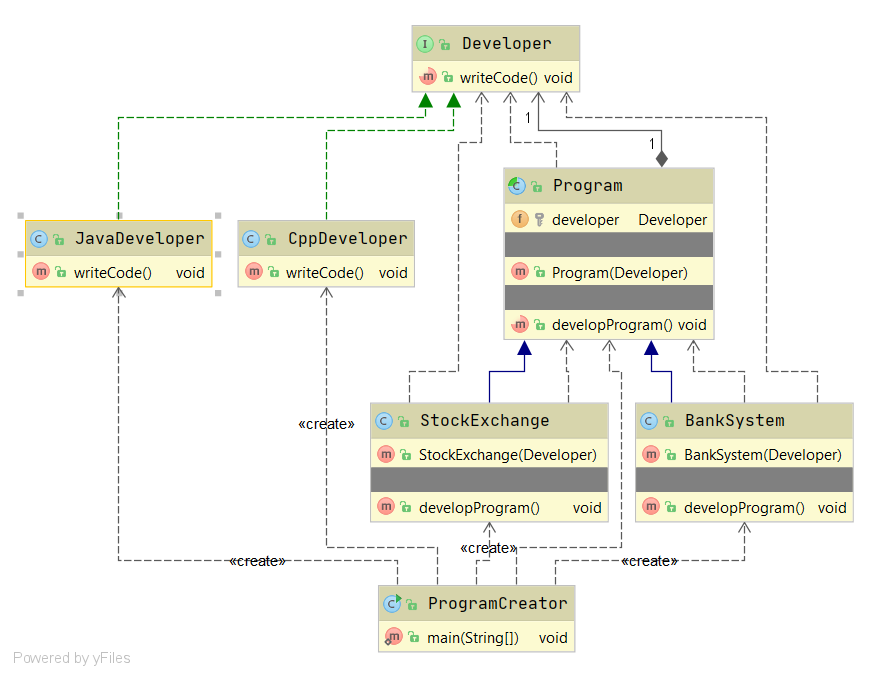 Developer
writeCode() void
1
1
Program
developer Developer
Program(Developer)
developProgram() void
JavaDeveloper
writeCode() void
CppDeveloper
writeCode() void
«create»
StockExchange
StockExchange(Developer)
developProgram() void
BankSystem
BankSystem(Developer)
developProgram() void
«create»
«create»
«create»
ProgramCreator
main(String[]) void
Powered by yFiles